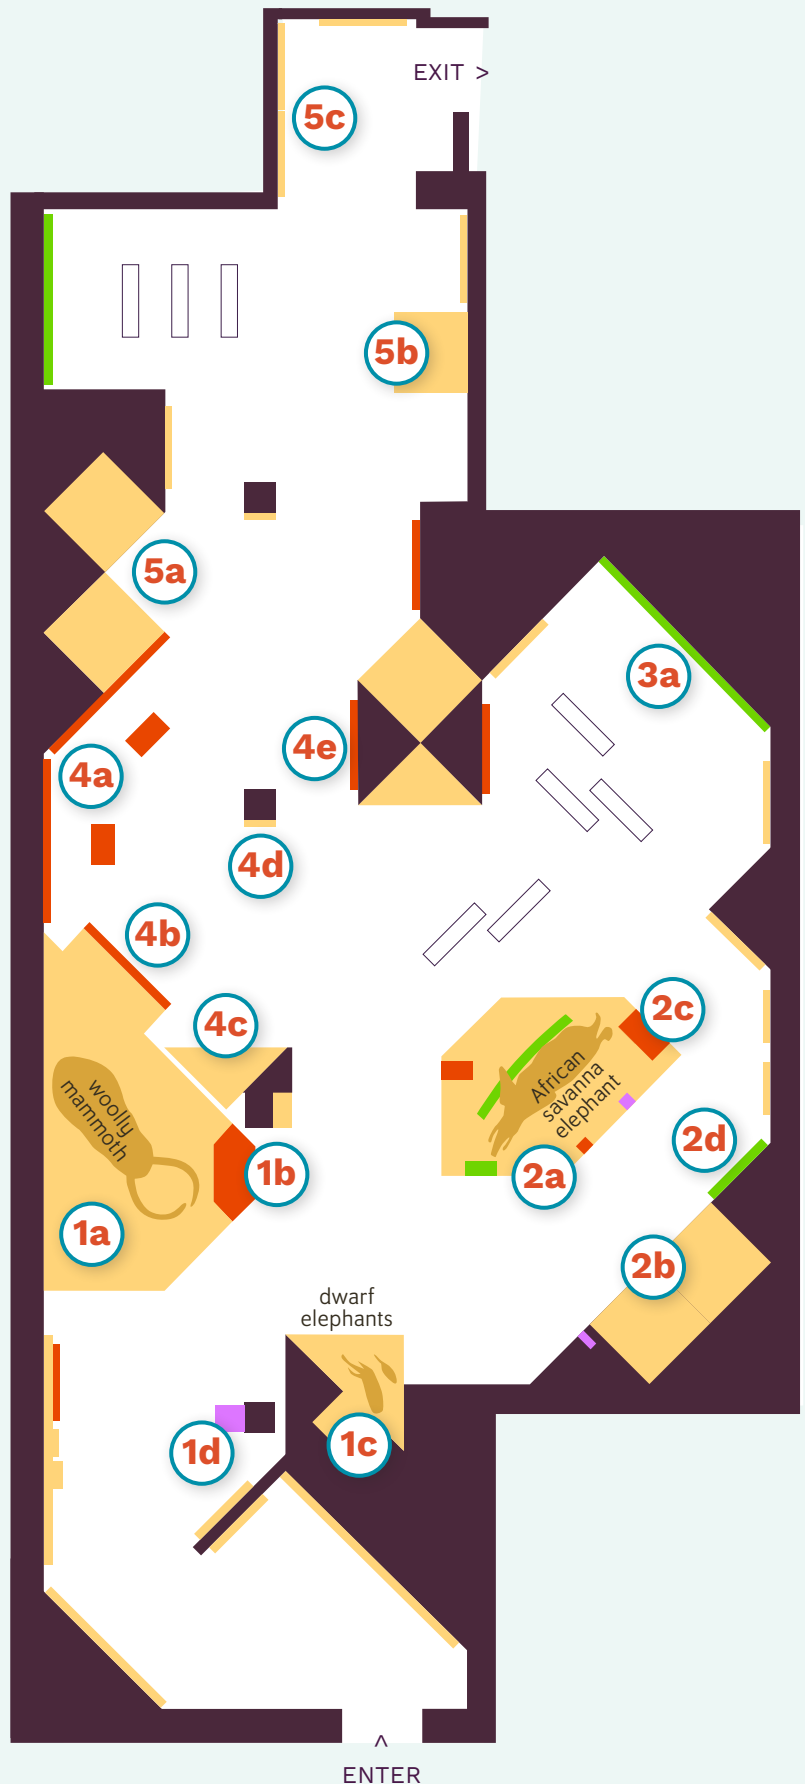 EXIT >
5c
5b
5a
3a
4e
4a
4d
4b
2c
4c
African
savanna
elephant
woolly
mammoth
2d
1b
2a
1a
2b
dwarf
elephants
1c
1d
^
ENTER